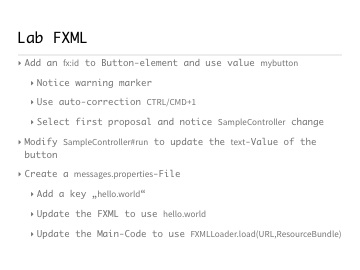 Lab FXML
Add an fx:id to Button-element and use value mybutton
Notice warning marker
Use auto-correction CTRL/CMD+1
Select first proposal and notice SampleController change
Modify SampleController#run to update the text-Value of the
button
Create a messages.properties-File
Add a key „hello.world“
Update the FXML to use hello.world
Update the Main-Code to use FXMLLoader.load(URL,ResourceBundle)